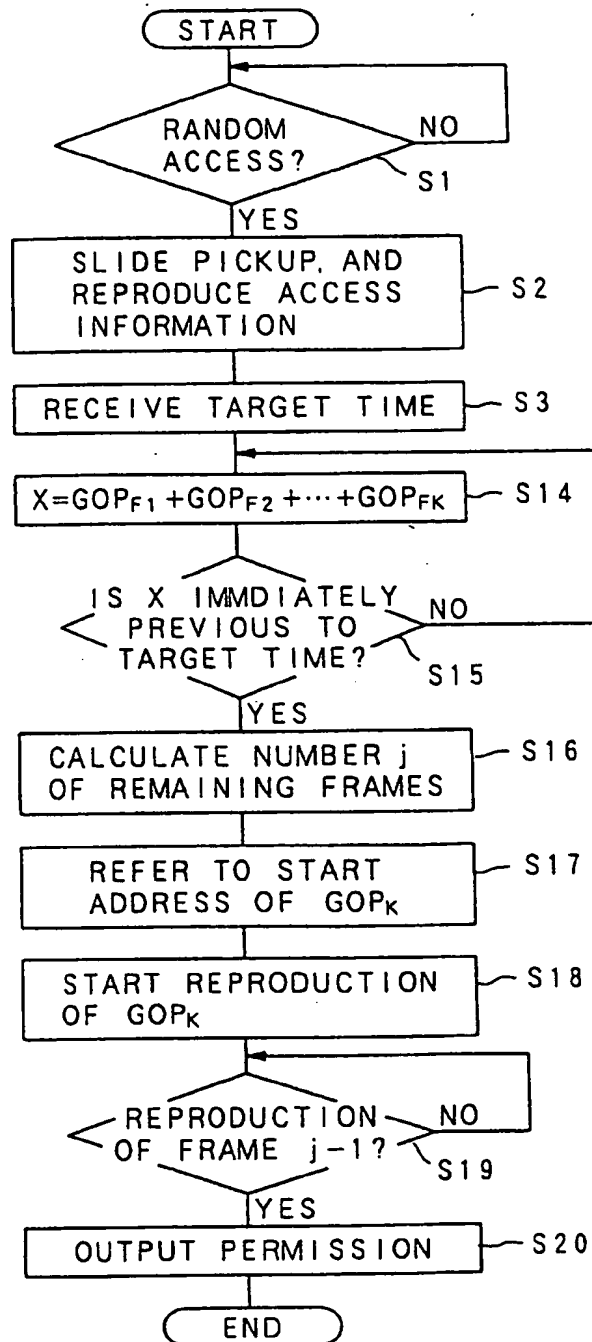 START
RANDOM
ACCESS?
NO
S1
YES
SLIDE PICKUP, AND
REPRODUCE ACCESS
INFORMATION
S2
RECEIVE TARGET TIME
S3
X=GOPF1+GOPF2+···+GOPFK
S14
IS X IMMDIATELY
PREVIOUS TO
TARGET TIME?
NO
S15
YES
CALCULATE NUMBER j
OF REMAINING FRAMES
S16
REFER TO START
ADDRESS OF GOPK
S17
START REPRODUCTION
OF GOPK
S18
REPRODUCTION
OF FRAME j-1?
NO
S19
YES
OUTPUT PERMISSION
S20
END